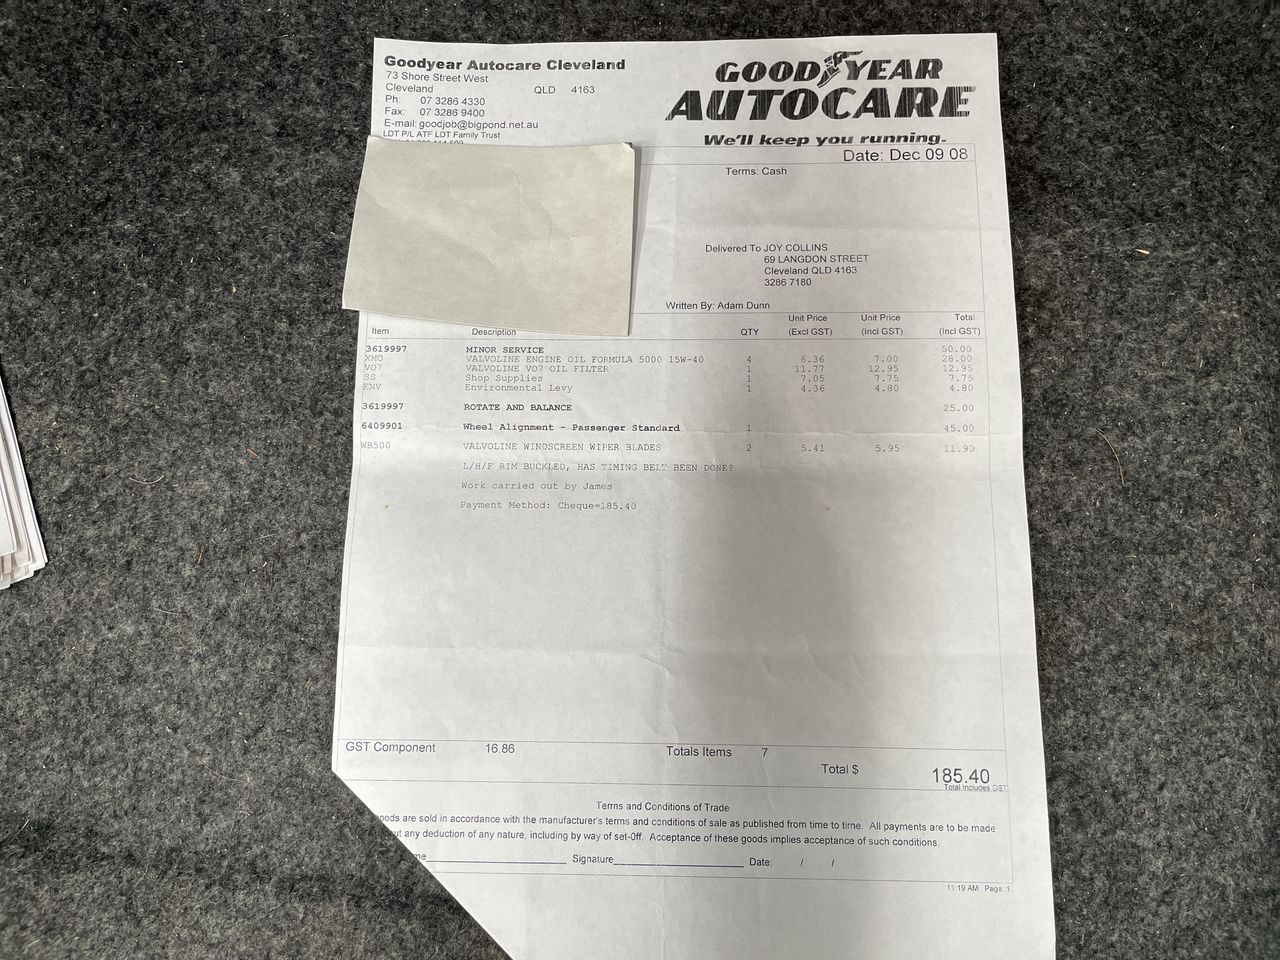 Goodyear Autocare Cleveland
73 Shore Street West
Cleveland QLD 4163
Ph: 07 3286 4330
Fax: 07 3286 9400
E-mail: goodjob@bigpond.net.au
LDT P/L ATF LDT Family Trust
GOODYEAR
AUTOCARE
We'll keep you running.
Date: Dec 09 08
Terms: Cash
Delivered To JOY COLLINS
69 LANGDON STREET
Cleveland QLD 4163
3286 7180
Written By: Adam Dunn
Item Description QTY Unit Price (Excl GST) Unit Price (Incl GST) Total (Incl GST)
3619997 MINOR SERVICE 50.00
XMO VALVOLINE ENGINE OIL FORMULA 5000 15W-40 4 6.36 7.00 28.00
VO7 VALVOLINE VO7 OIL FILTER 1 11.77 12.95 12.95
SS Shop Supplies 1 7.05 7.75 7.75
ENV Environmental Levy 1 4.36 4.80 4.80
3619997 ROTATE AND BALANCE 25.00
6409901 Wheel Alignment - Passenger Standard 1 45.00
WB500 VALVOLINE WINDSCREEN WIPER BLADES 2 5.41 5.95 11.90
L/H/F RIM BUCKLED, HAS TIMING BELT BEEN DONE?
Work carried out by James
Payment Method: Cheque=185.40
GST Component 16.86 Totals Items 7
Total $ 185.40
Total Includes GST
Terms and Conditions of Trade
oods are sold in accordance with the manufacturer's terms and conditions of sale as published from time to time. All payments are to be made
ut any deduction of any nature, including by way of set-0ff. Acceptance of these goods implies acceptance of such conditions.
me Signature Date: / /
11:19 AM Page: 1